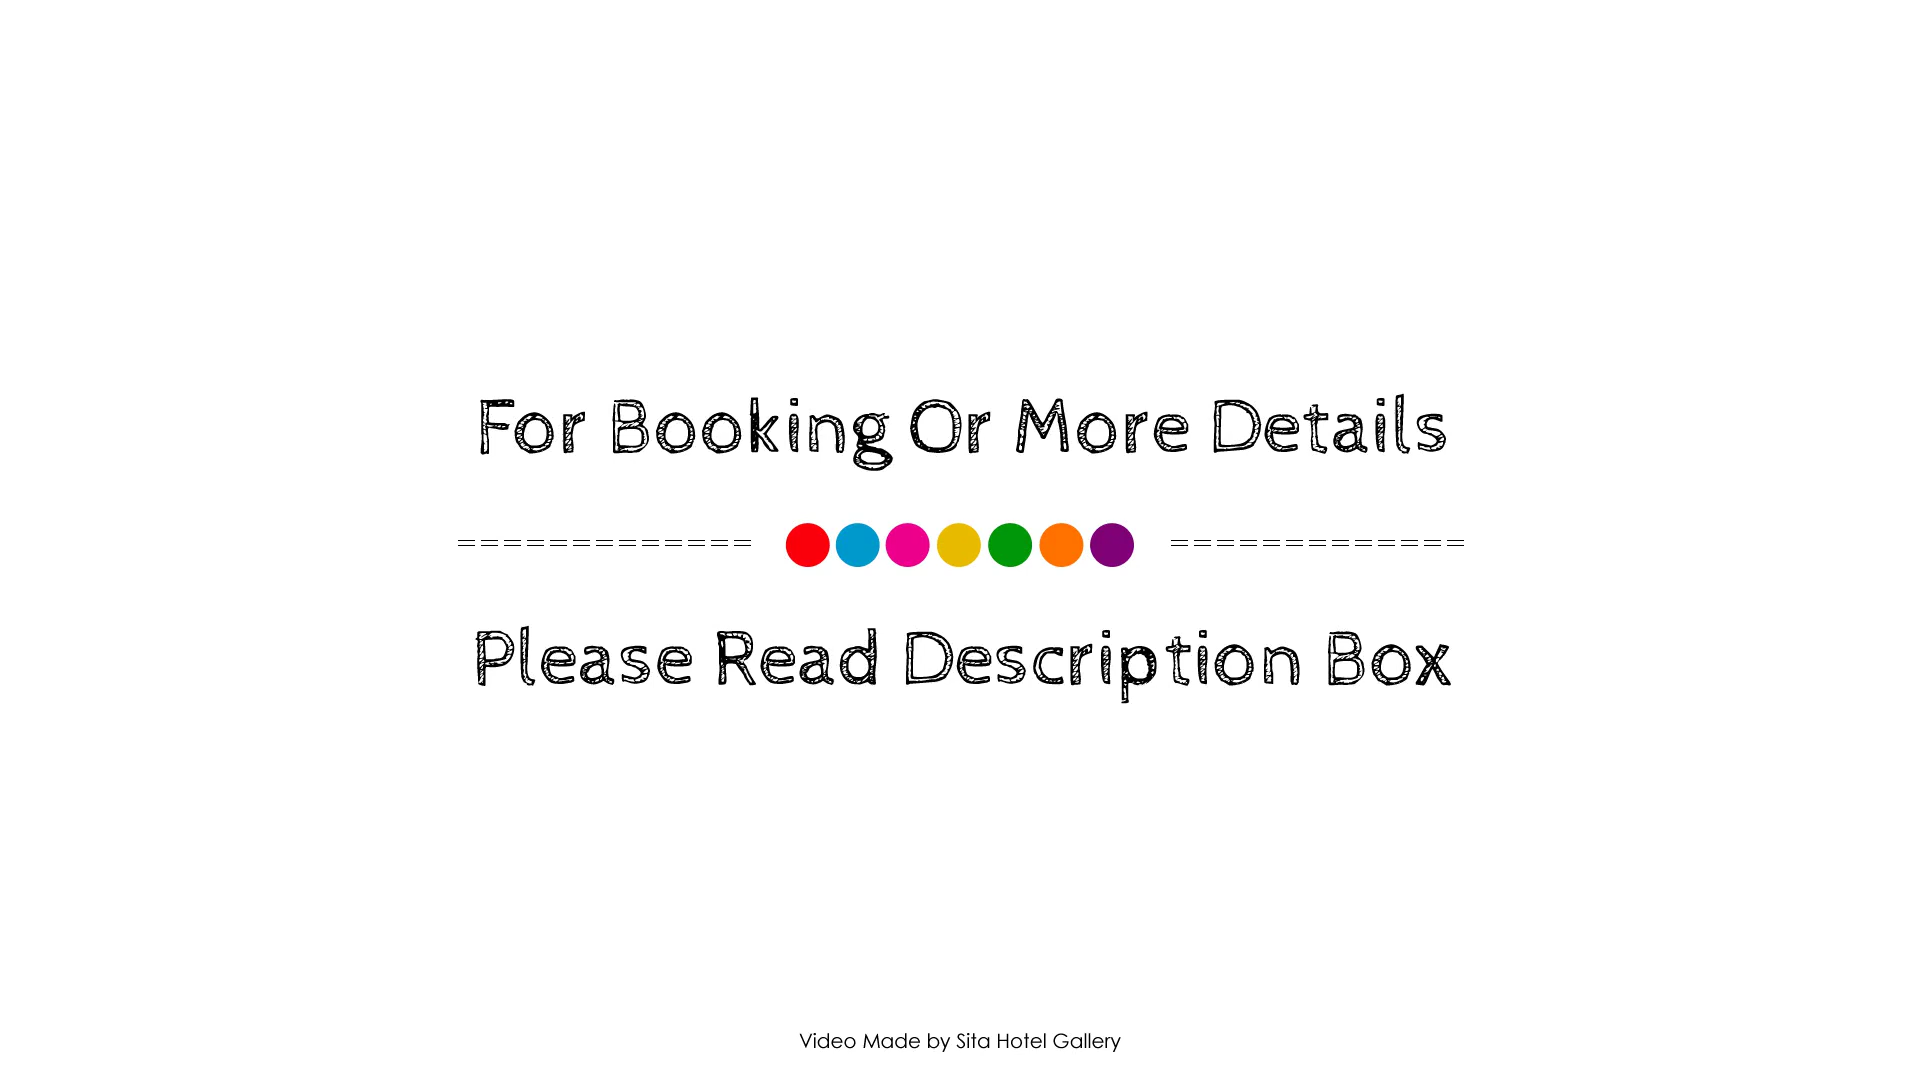 For Booking Or More Details
============= =============
Please Read Description Box
Video Made by Sita Hotel Gallery